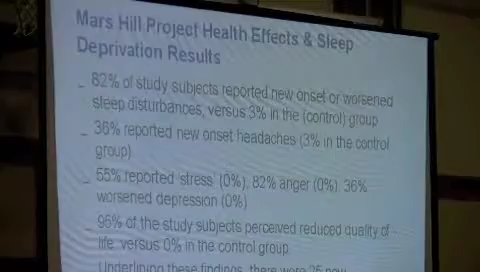 Mars Hill Project Health Effects & Sleep
Deprivation Results
_ 82% of study subjects reported new onset or worsened
sleep disturbances, versus 3% in the (control) group
_ 36% reported new onset headaches (3% in the control
group)
_ 55% reported 'stress' (0%), 82% anger (0%), 36%
worsened depression (0%)
_ 95% of the study subjects perceived reduced quality of
life, versus 0% in the control group
Underlining these findings, there were 26 new